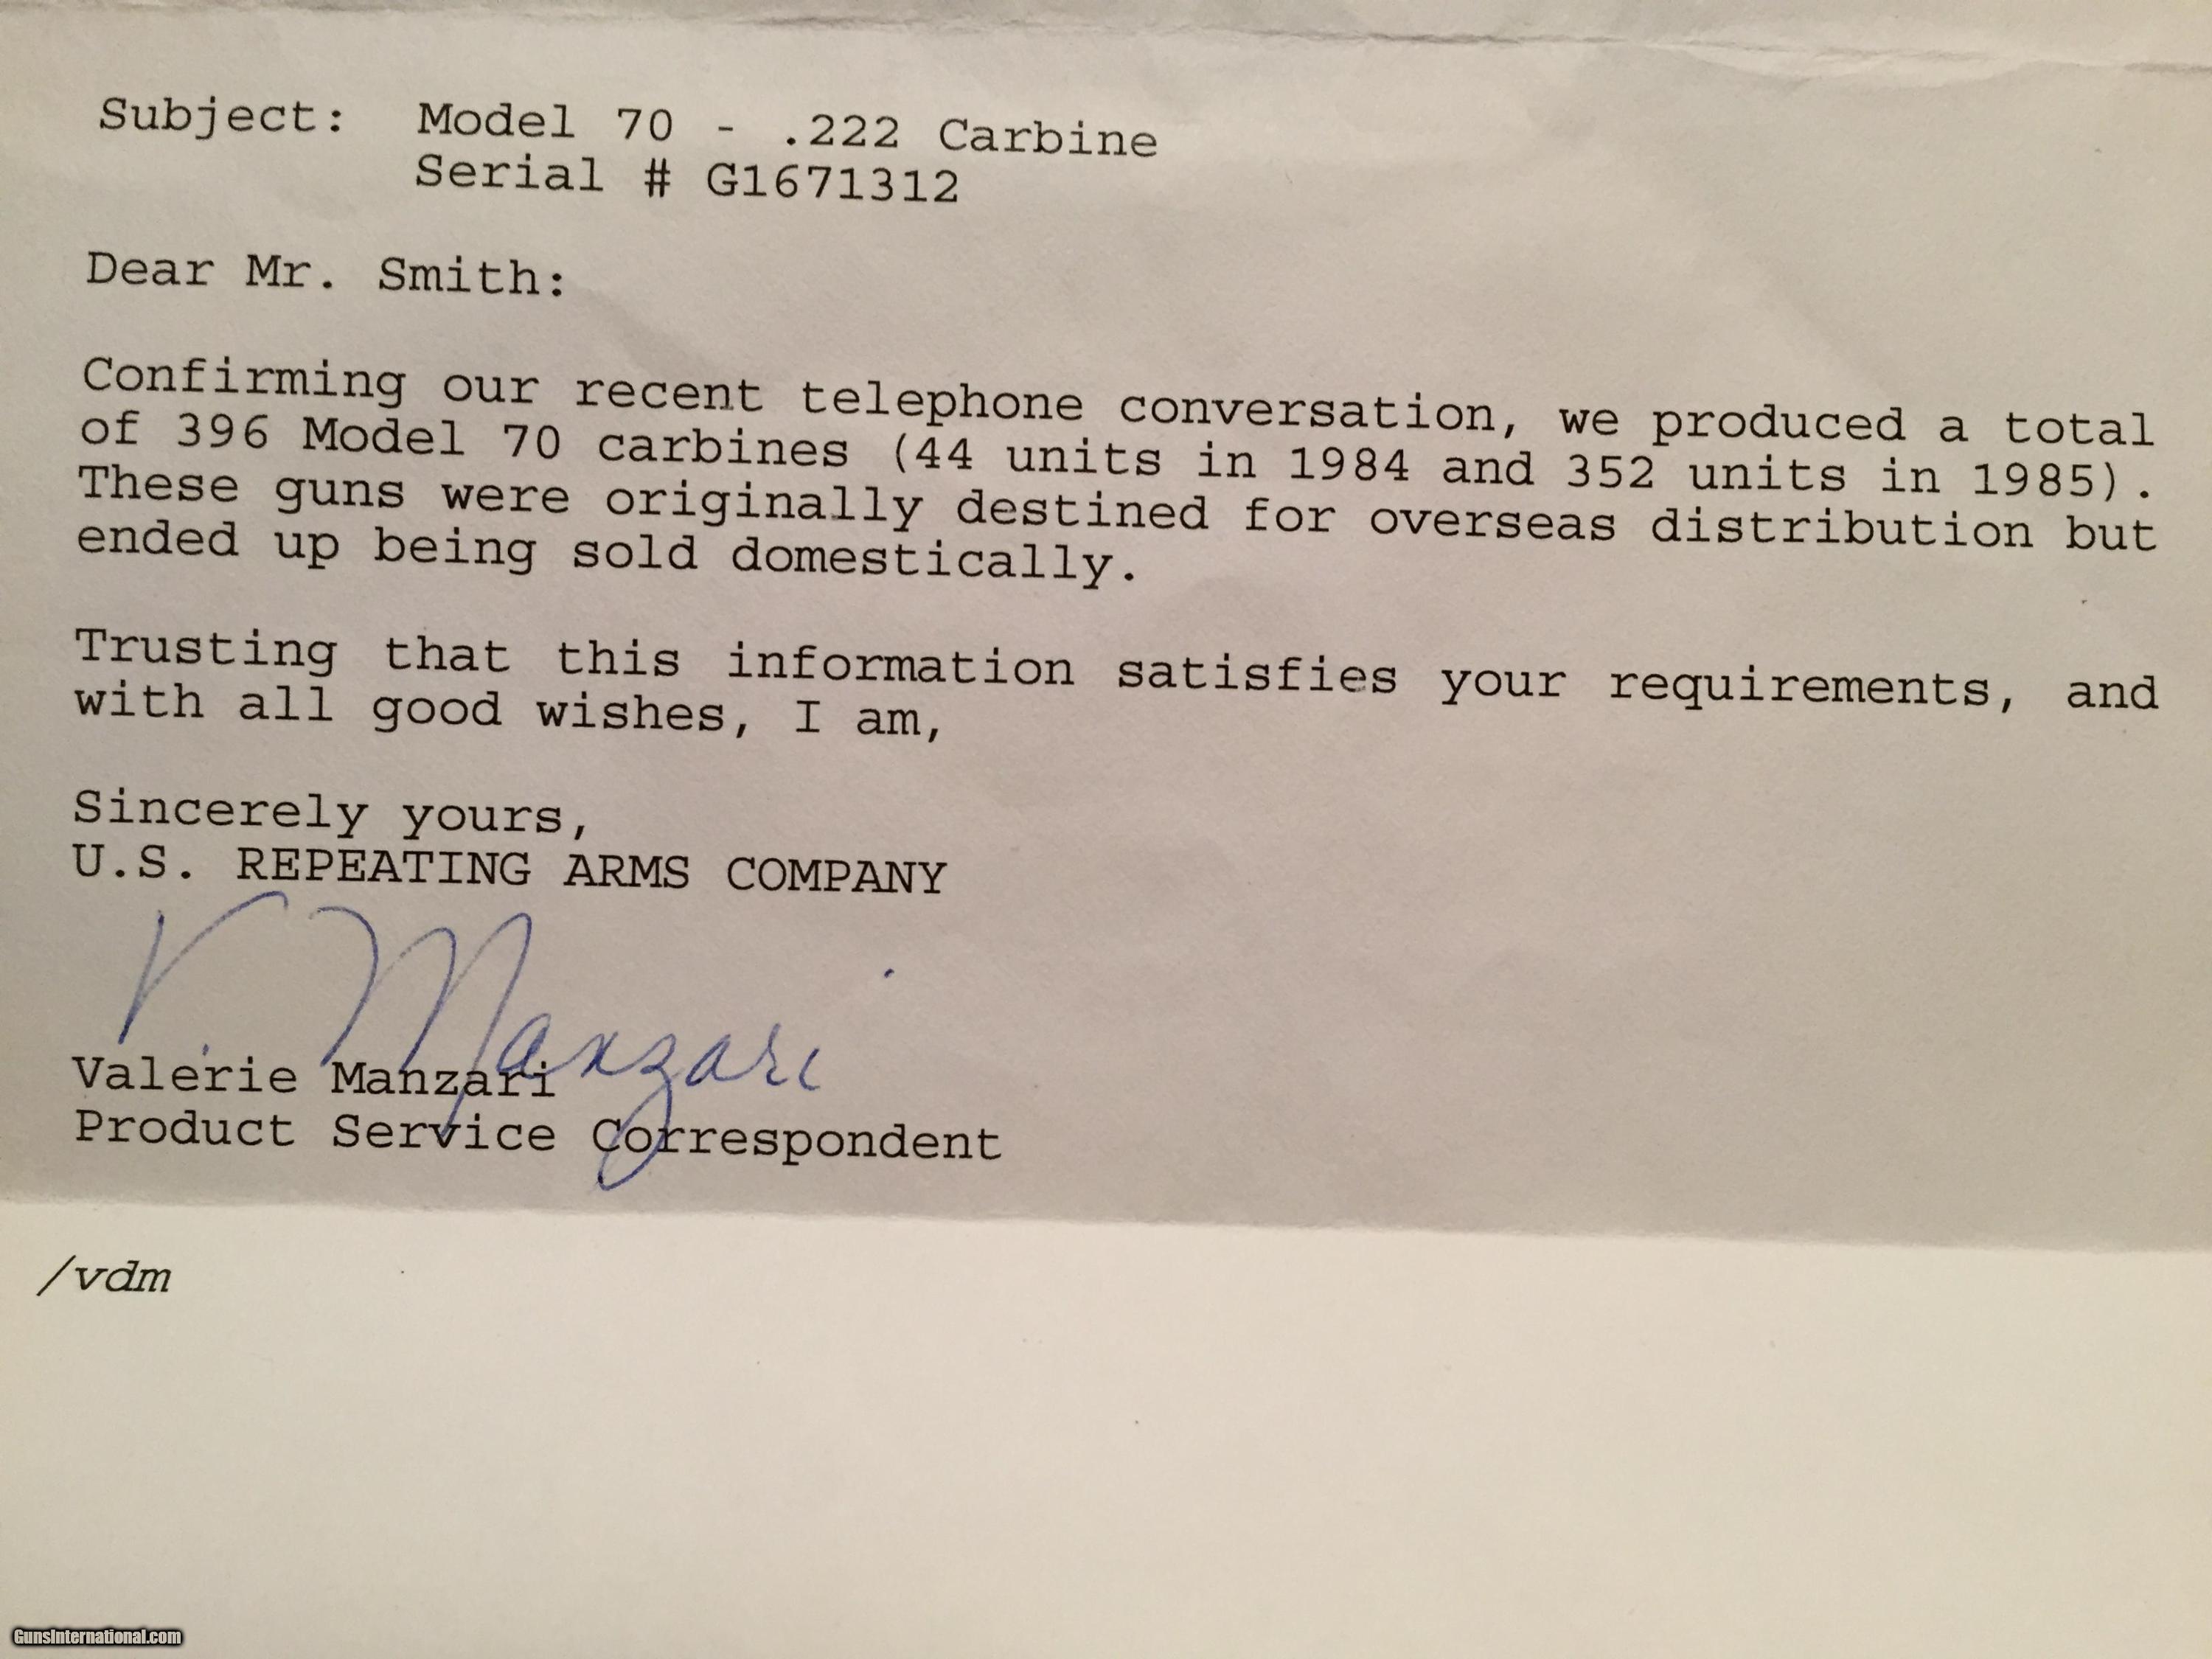 Subject: Model 70 - .222 Carbine
Serial # G1671312
Dear Mr. Smith:
Confirming our recent telephone conversation, we produced a total
of 396 Model 70 carbines (44 units in 1984 and 352 units in 1985).
These guns were originally destined for overseas distribution but
ended up being sold domestically.
Trusting that this information satisfies your requirements, and
with all good wishes, I am,
Sincerely yours,
U.S. REPEATING ARMS COMPANY
V. Manzari
Valerie Manzari
Product Service Correspondent
/vdm
GunsInternational.com